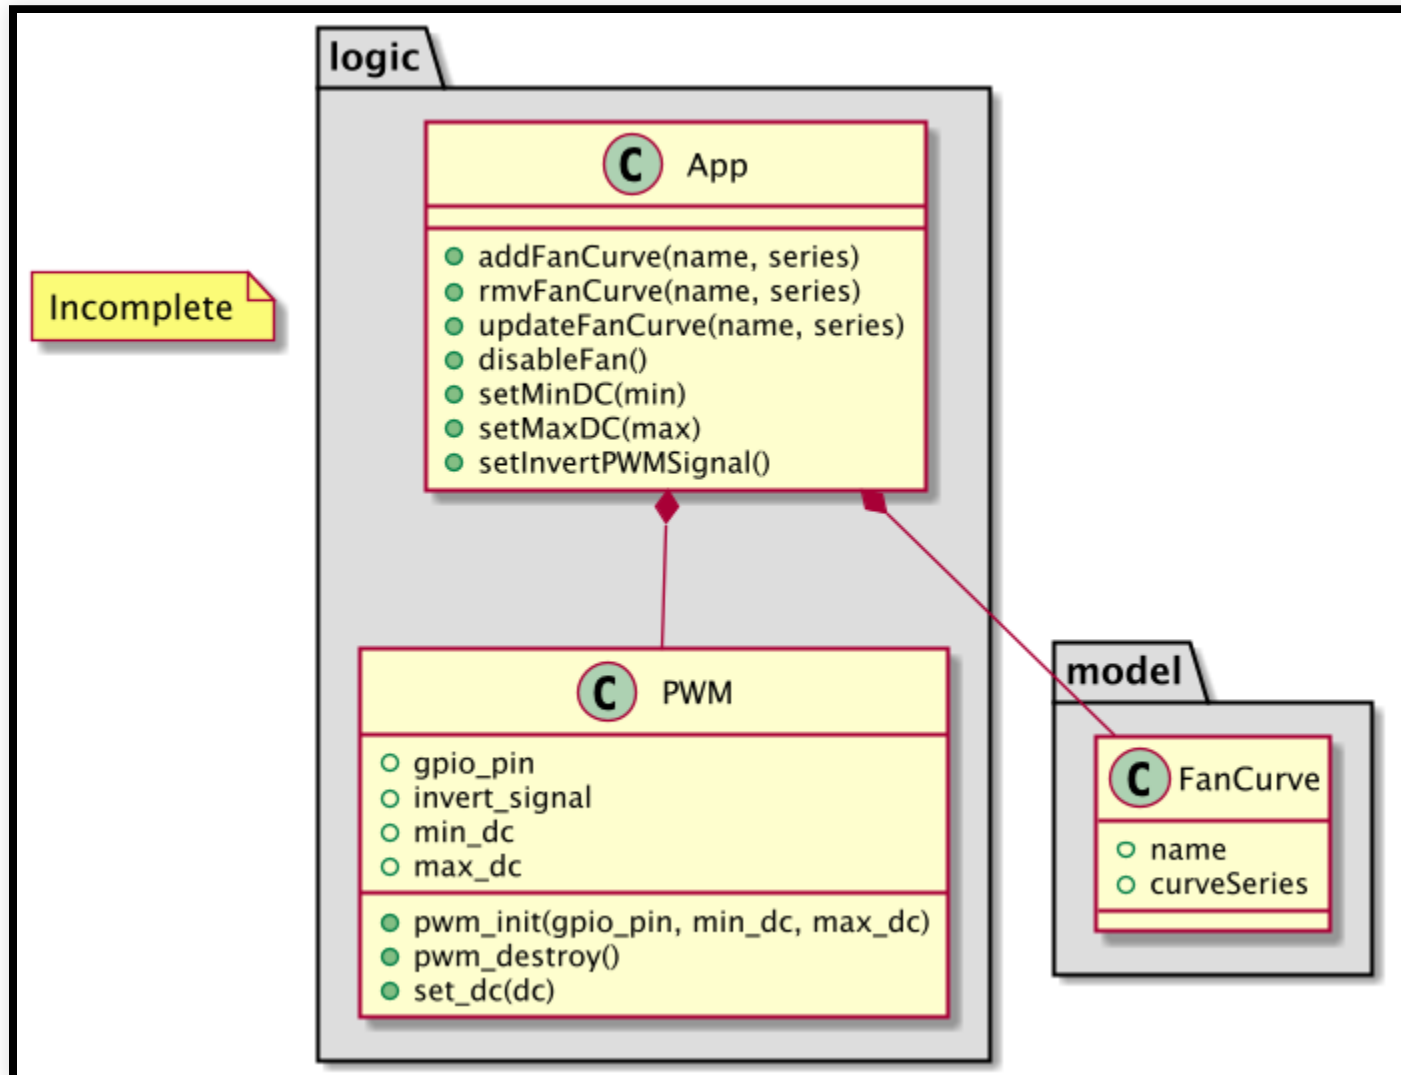 logic
C App
addFanCurve(name, series)
rmvFanCurve(name, series)
updateFanCurve(name, series)
disableFan()
setMinDC(min)
setMaxDC(max)
setInvertPWMSignal()
Incomplete
C PWM
gpio_pin
invert_signal
min_dc
max_dc
pwm_init(gpio_pin, min_dc, max_dc)
pwm_destroy()
set_dc(dc)
model
C FanCurve
name
curveSeries